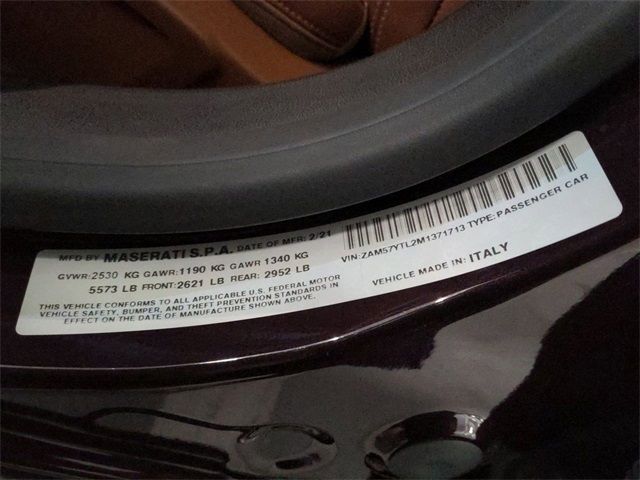 MFD BY MASERATI S.P.A. DATE OF MFR: 2/21
GVWR:2530 KG GAWR:1190 KG GAWR 1340 KG
5573 LB FRONT:2621 LB REAR: 2952 LB
THIS VEHICLE CONFORMS TO ALL APPLICABLE U.S. FEDERAL MOTOR
VEHICLE SAFETY, BUMPER, AND THEFT PREVENTION STANDARDS IN
EFFECT ON THE DATE OF MANUFACTURE SHOWN ABOVE.
VIN:ZAM57YTL2M1371713 TYPE:PASSENGER CAR
VEHICLE MADE IN: ITALY